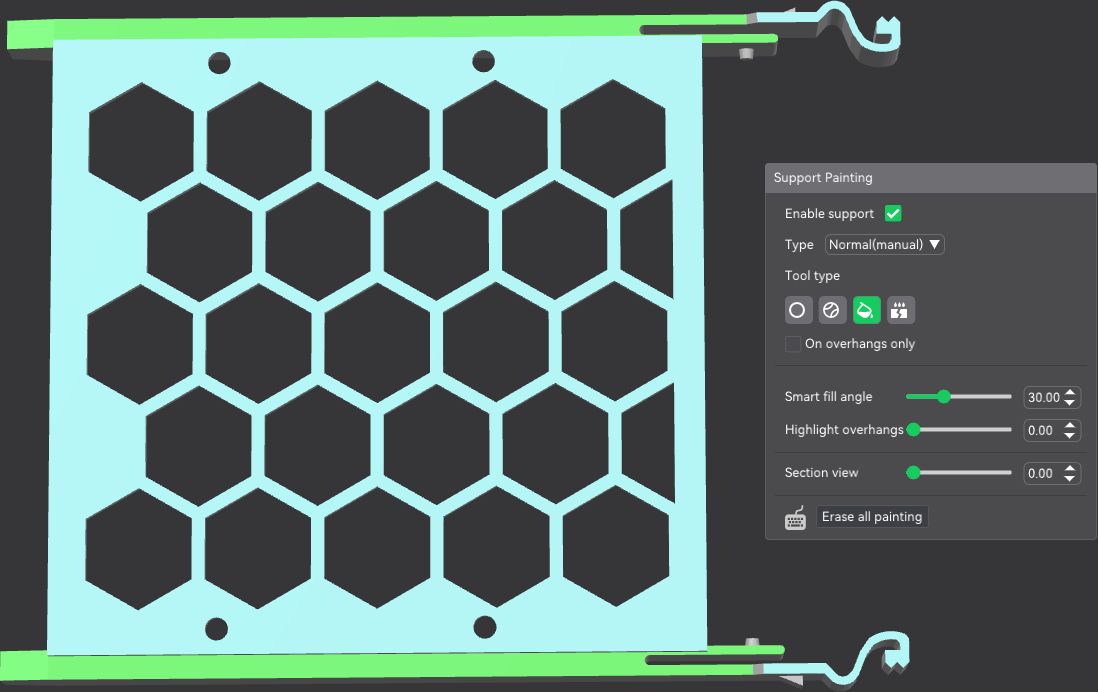 Support Painting
Enable support
Type Normal(manual)
Tool type
On overhangs only
Smart fill angle 30.00
Highlight overhangs 0.00
Section view 0.00
Erase all painting